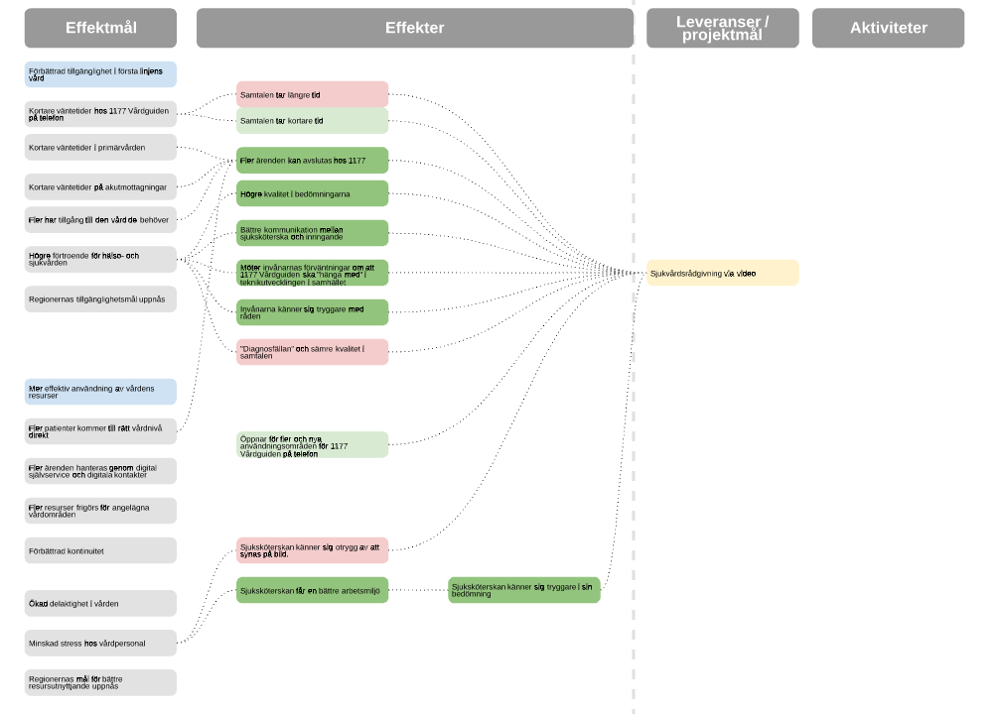 Effektmål
Effekter
Leveranser /
projektmål
Aktiviteter
Förbättrad tillgänglighet i första linjens
vård
Kortare väntetider hos 1177 Vårdguiden
på telefon
Kortare väntetider i primärvården
Kortare väntetider på akutmottagningar
Fler har tillgång till den vård de behöver
Högre förtroende för hälso- och
sjukvården
Regionernas tillgänglighetsmål uppnås
Mer effektiv användning av vårdens
resurser
Fler patienter kommer till rätt vårdnivå
direkt
Fler ärenden hanteras genom digital
självservice och digitala kontakter
Fler resurser frigörs för angelägna
vårdområden
Förbättrad kontinuitet
Ökad delaktighet i vården
Minskad stress hos vårdpersonal
Regionernas mål för bättre
resursutnyttjande uppnås
Samtalen tar längre tid
Samtalen tar kortare tid
Fler ärenden kan avslutas hos 1177
Högre kvalitet i bedömningarna
Bättre kommunikation mellan
sjuksköterska och inringande
Möter invånarnas förväntningar om att
1177 Vårdguiden ska "hänga med" i
teknikutvecklingen i samhället
Invånarna känner sig tryggare med
råden
"Diagnosfällan" och sämre kvalitet i
samtalen
Öppnar för fler och nya
användningsområden för 1177
Vårdguiden på telefon
Sjuksköterskan känner sig otrygg av att
synas på bild.
Sjuksköterskan får en bättre arbetsmiljö
Sjuksköterskan känner sig tryggare i sin
bedömning
Sjukvårdsrådgivning via video